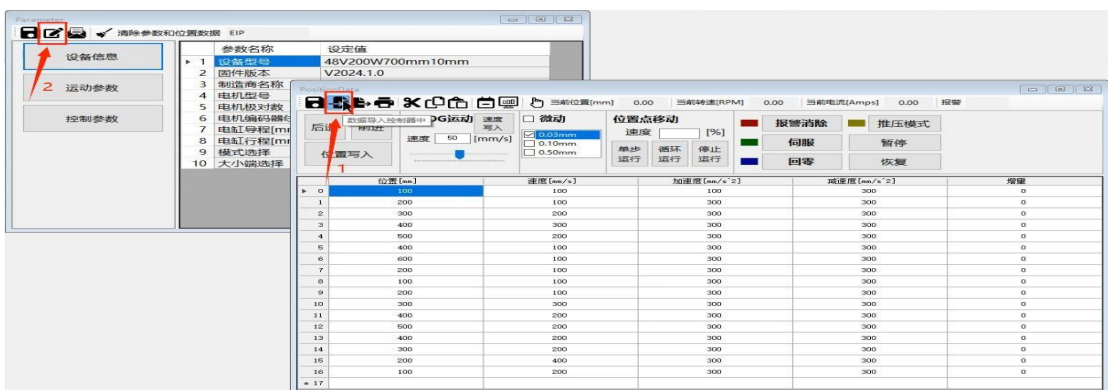 Parameter
清除参数和位置数据 EIP
设备信息
运动参数
控制参数
参数名称 设定值
1 设备型号 48V200W700mm10mm
2 固件版本 V2024.1.0
3 制造商名称
4 电机型号
5 电机极对数
6 电机编码器
7 电缸导程[mm
8 电缸行程[mm
9 模式选择
10 大小端选择
2
PositionData
当前位置[mm] 0.00 当前转速[RPM] 0.00 当前电流[Amps] 0.00 报警
数据导入控制器中
后退 前进 OG运动 速度写入
速度 50 [mm/s]
位置写入
1
微动
0.03mm
0.10mm
0.50mm
位置点移动
速度 [%]
单步运行 循环运行 停止运行
报警消除 推压模式
伺服 暂停
回零 恢复
位置[mm] 速度[mm/s] 加速度[mm/s^2] 减速度[mm/s^2] 增量
0 100 100 100 300 0
1 200 100 300 300 0
2 300 200 300 300 0
3 400 300 300 300 0
4 500 200 300 300 0
5 400 100 300 300 0
6 600 100 300 300 0
7 200 100 300 300 0
8 100 100 300 300 0
9 200 200 300 300 0
10 300 300 300 300 0
11 400 200 300 300 0
12 500 200 300 300 0
13 400 200 300 300 0
14 300 200 300 300 0
15 200 400 300 300 0
16 100 200 300 300 0
17